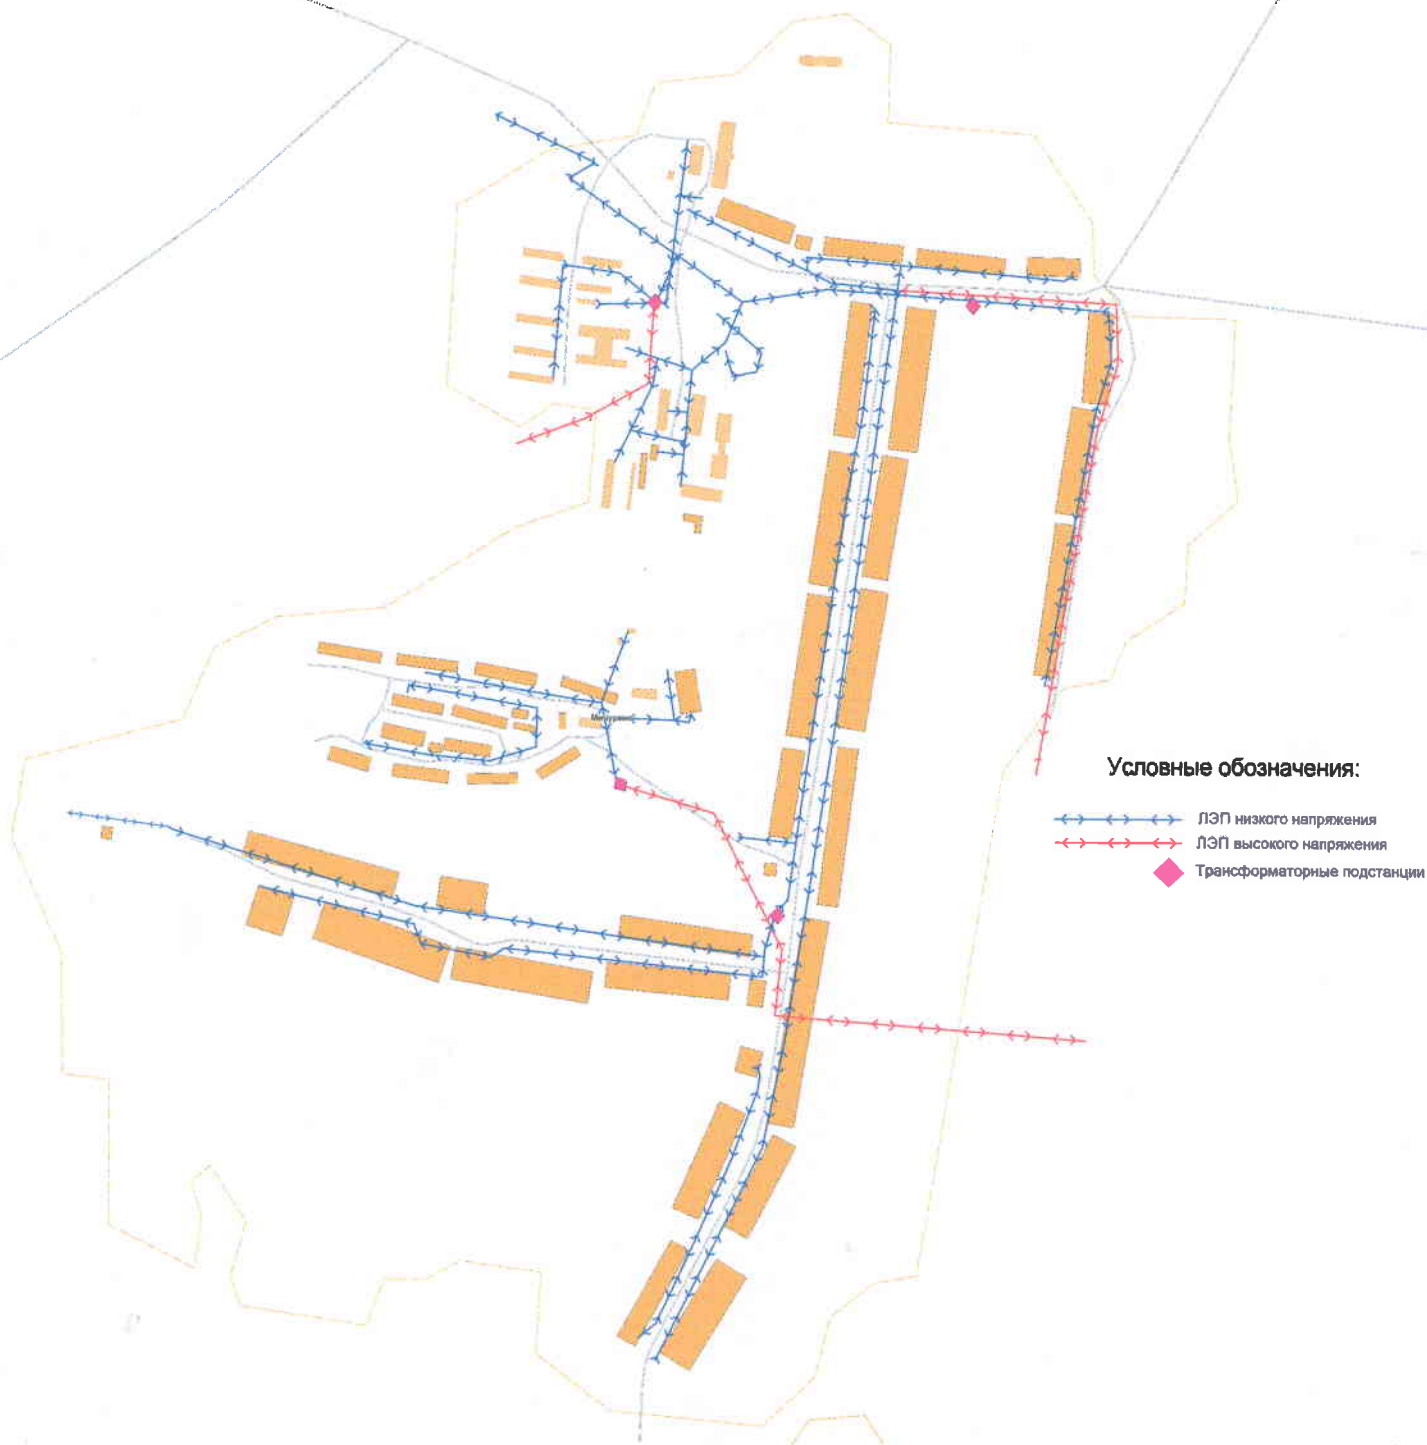 Условные обозначения:
ЛЭП низкого напряжения
ЛЭП высокого напряжения
Трансформаторные подстанции